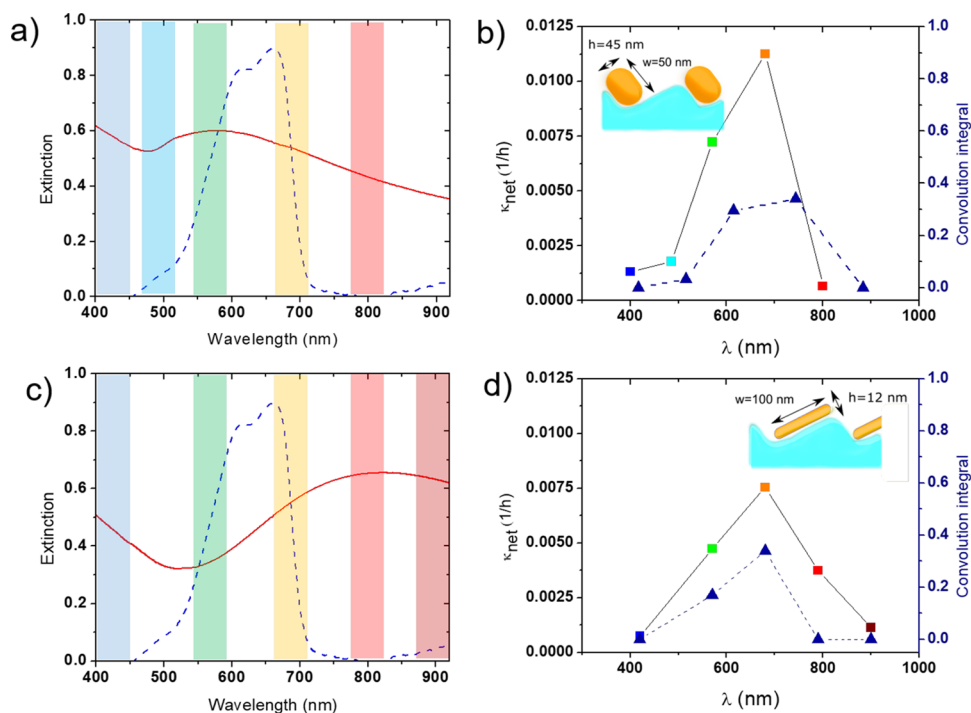 a)
Extinction
1.0
0.8
0.6
0.4
0.2
0.0
400 500 600 700 800 900
Wavelength (nm)
b)
κnet (1/h)
0.0125
0.0100
0.0075
0.0050
0.0025
0.0000
h=45 nm
w=50 nm
1.0
0.8
0.6
0.4
0.2
0.0
Convolution integral
400 600 800 1000
λ (nm)
c)
Extinction
1.0
0.8
0.6
0.4
0.2
0.0
400 500 600 700 800 900
Wavelength (nm)
d)
κnet (1/h)
0.0125
0.0100
0.0075
0.0050
0.0025
0.0000
w=100 nm
h=12 nm
1.0
0.8
0.6
0.4
0.2
0.0
Convolution integral
400 600 800 1000
λ (nm)